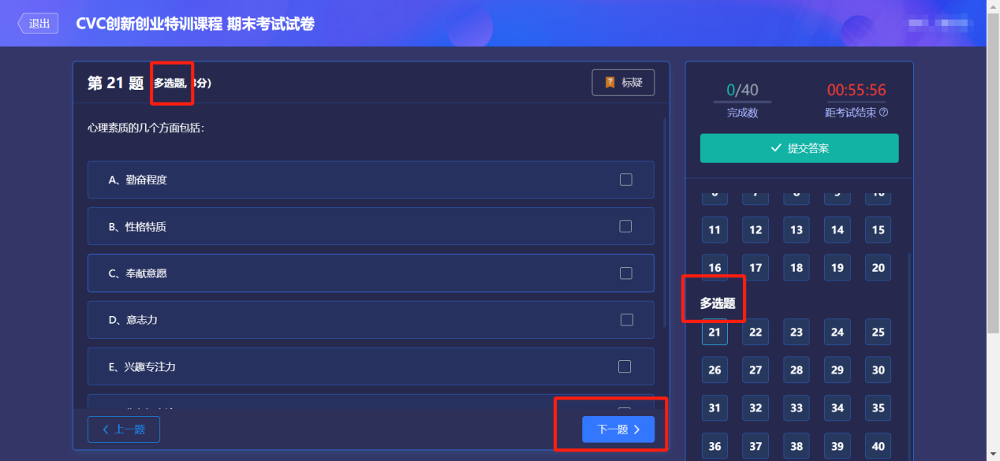 退出
CVC创新创业特训课程 期末考试试卷
第 21 题 多选题, 3分)
标疑
心理素质的几个方面包括：
A、勤奋程度
B、性格特质
C、奉献意愿
D、意志力
E、兴趣专注力
上一题
下一题
0/40
完成数
00:55:56
距考试结束
提交答案
6 7 8 9 10
11 12 13 14 15
16 17 18 19 20
多选题
21 22 23 24 25
26 27 28 29 30
31 32 33 34 35
36 37 38 39 40